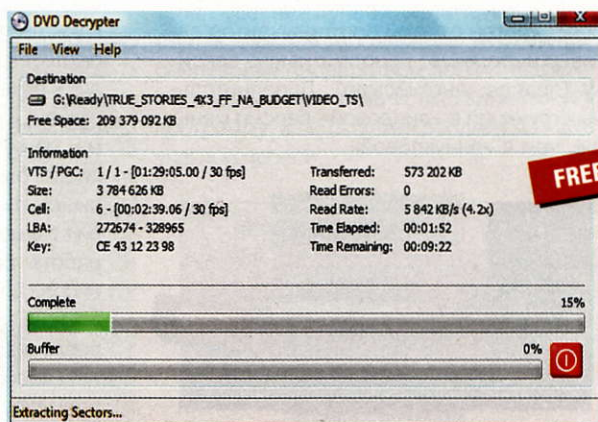 DVD Decrypter
File View Help
Destination
G:\Ready\TRUE_STORIES_4X3_FF_NA_BUDGET\VIDEO_TS\
Free Space: 209 379 092 KB
Information
VTS / PGC: 1 / 1 - [01:29:05.00 / 30 fps] Transferred: 573 202 KB
Size: 3 784 626 KB Read Errors: 0
Cell: 6 - [00:02:39.06 / 30 fps] Read Rate: 5 842 KB/s (4.2x)
LBA: 272674 - 328965 Time Elapsed: 00:01:52
Key: CE 43 12 23 98 Time Remaining: 00:09:22
FREE
Complete 15%
Buffer 0%
Extracting Sectors...